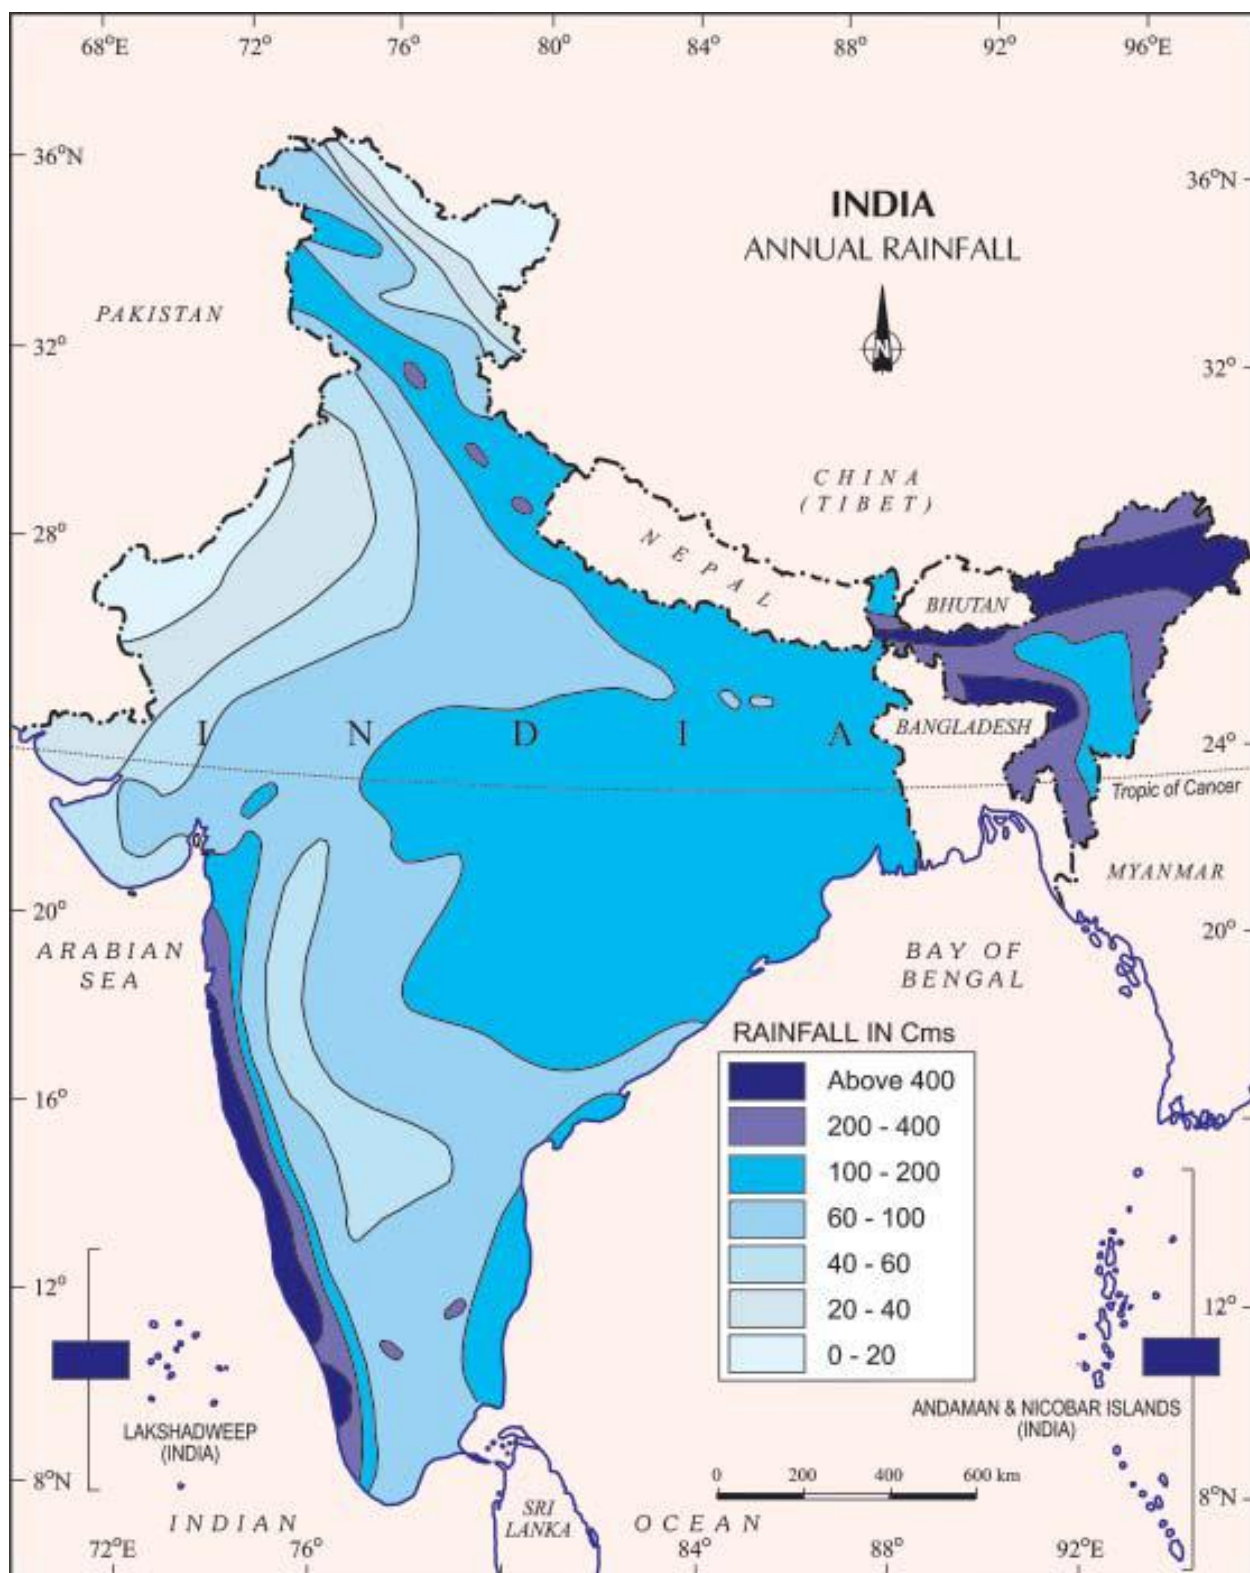 68°E 72° 76° 80° 84° 88° 92° 96°E
36°N
36°N
INDIA
ANNUAL RAINFALL
N
PAKISTAN
32°
32°
CHINA
(TIBET)
28°
28°
NEPAL
BHUTAN
I N D I A
BANGLADESH
24°
24°
Tropic of Cancer
MYANMAR
20°
20°
ARABIAN
SEA
BAY OF
BENGAL
RAINFALL IN Cms
Above 400
200 - 400
100 - 200
60 - 100
40 - 60
20 - 40
0 - 20
16°
12°
12°
LAKSHADWEEP
(INDIA)
ANDAMAN & NICOBAR ISLANDS
(INDIA)
0 200 400 600 km
8°N
8°N
INDIAN OCEAN
SRI
LANKA
72°E 76° 84° 88° 92°E